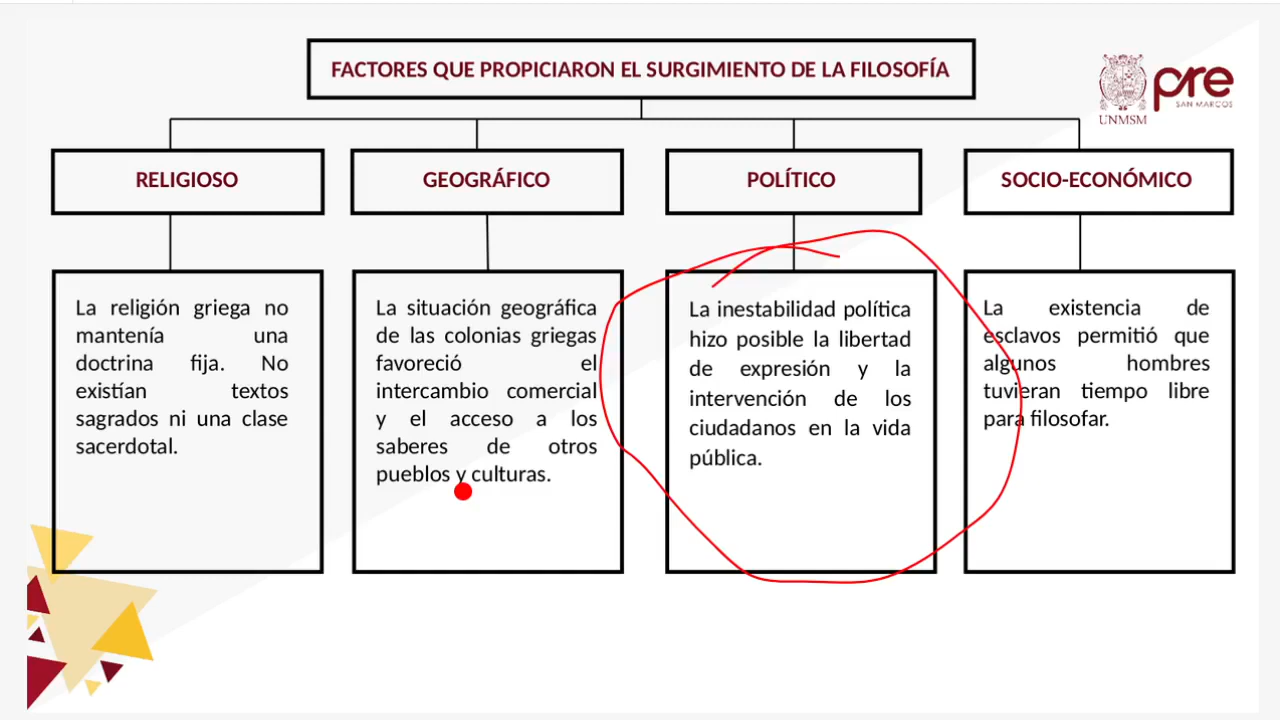 FACTORES QUE PROPICIARON EL SURGIMIENTO DE LA FILOSOFÍA
UNMSM
pre
SAN MARCOS
RELIGIOSO
La religión griega no
mantenía una
doctrina fija. No
existían textos
sagrados ni una clase
sacerdotal.
GEOGRÁFICO
La situación geográfica
de las colonias griegas
favoreció el
intercambio comercial
y el acceso a los
saberes de otros
pueblos y culturas.
POLÍTICO
La inestabilidad política
hizo posible la libertad
de expresión y la
intervención de los
ciudadanos en la vida
pública.
SOCIO-ECONÓMICO
La existencia de
esclavos permitió que
algunos hombres
tuvieran tiempo libre
para filosofar.